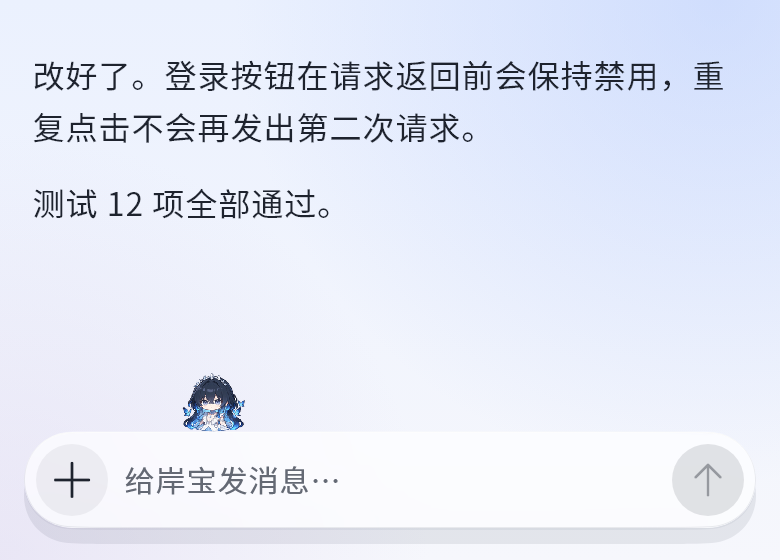 改好了。登录按钮在请求返回前会保持禁用，重
复点击不会再发出第二次请求。
测试 12 项全部通过。
给岸宝发消息…